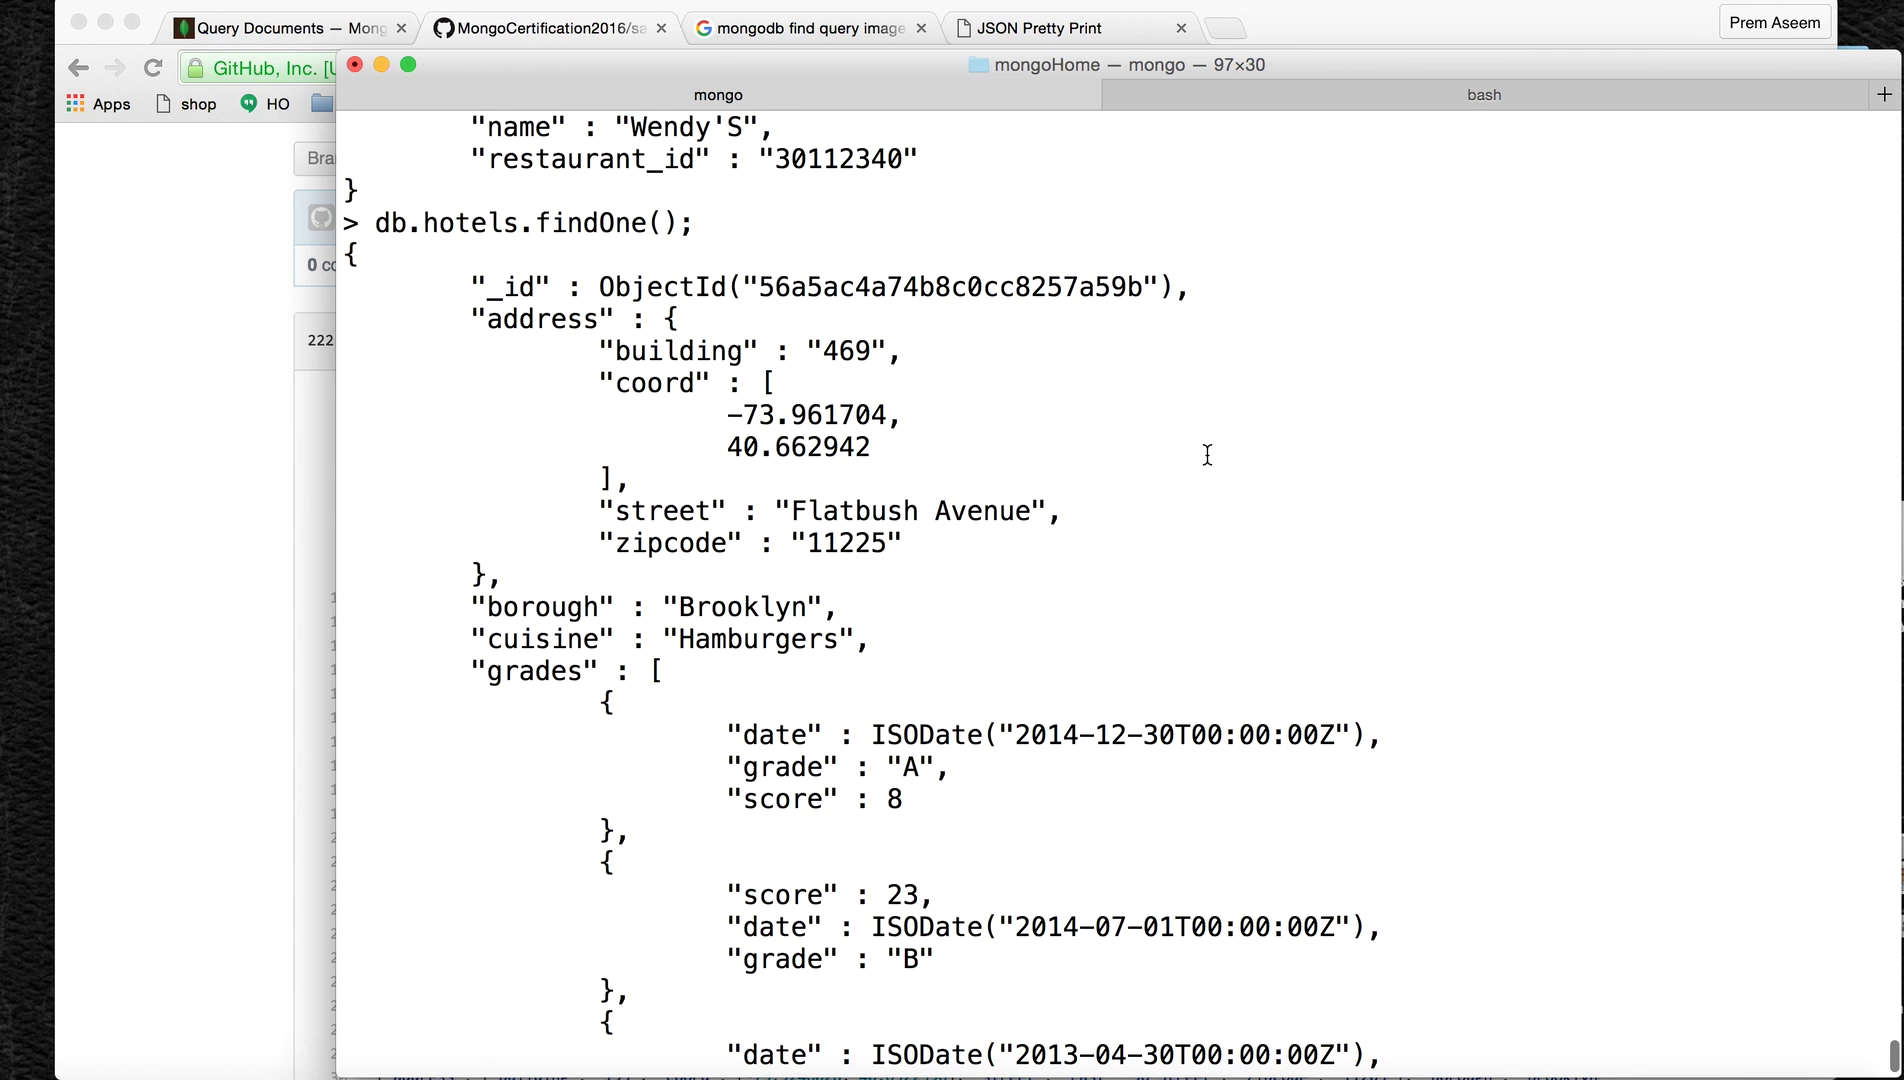 Query Documents — Mong
MongoCertification2016/sa
mongodb find query image
JSON Pretty Print
Prem Aseem
GitHub, Inc. [U
mongoHome — mongo — 97×30
Apps
shop
HO
mongo
bash
Bra
0 co
222
"name" : "Wendy'S",
"restaurant_id" : "30112340"
}
> db.hotels.findOne();
{
"_id" : ObjectId("56a5ac4a74b8c0cc8257a59b"),
"address" : {
"building" : "469",
"coord" : [
-73.961704,
40.662942
],
"street" : "Flatbush Avenue",
"zipcode" : "11225"
},
"borough" : "Brooklyn",
"cuisine" : "Hamburgers",
"grades" : [
{
"date" : ISODate("2014-12-30T00:00:00Z"),
"grade" : "A",
"score" : 8
},
{
"score" : 23,
"date" : ISODate("2014-07-01T00:00:00Z"),
"grade" : "B"
},
{
"date" : ISODate("2013-04-30T00:00:00Z"),